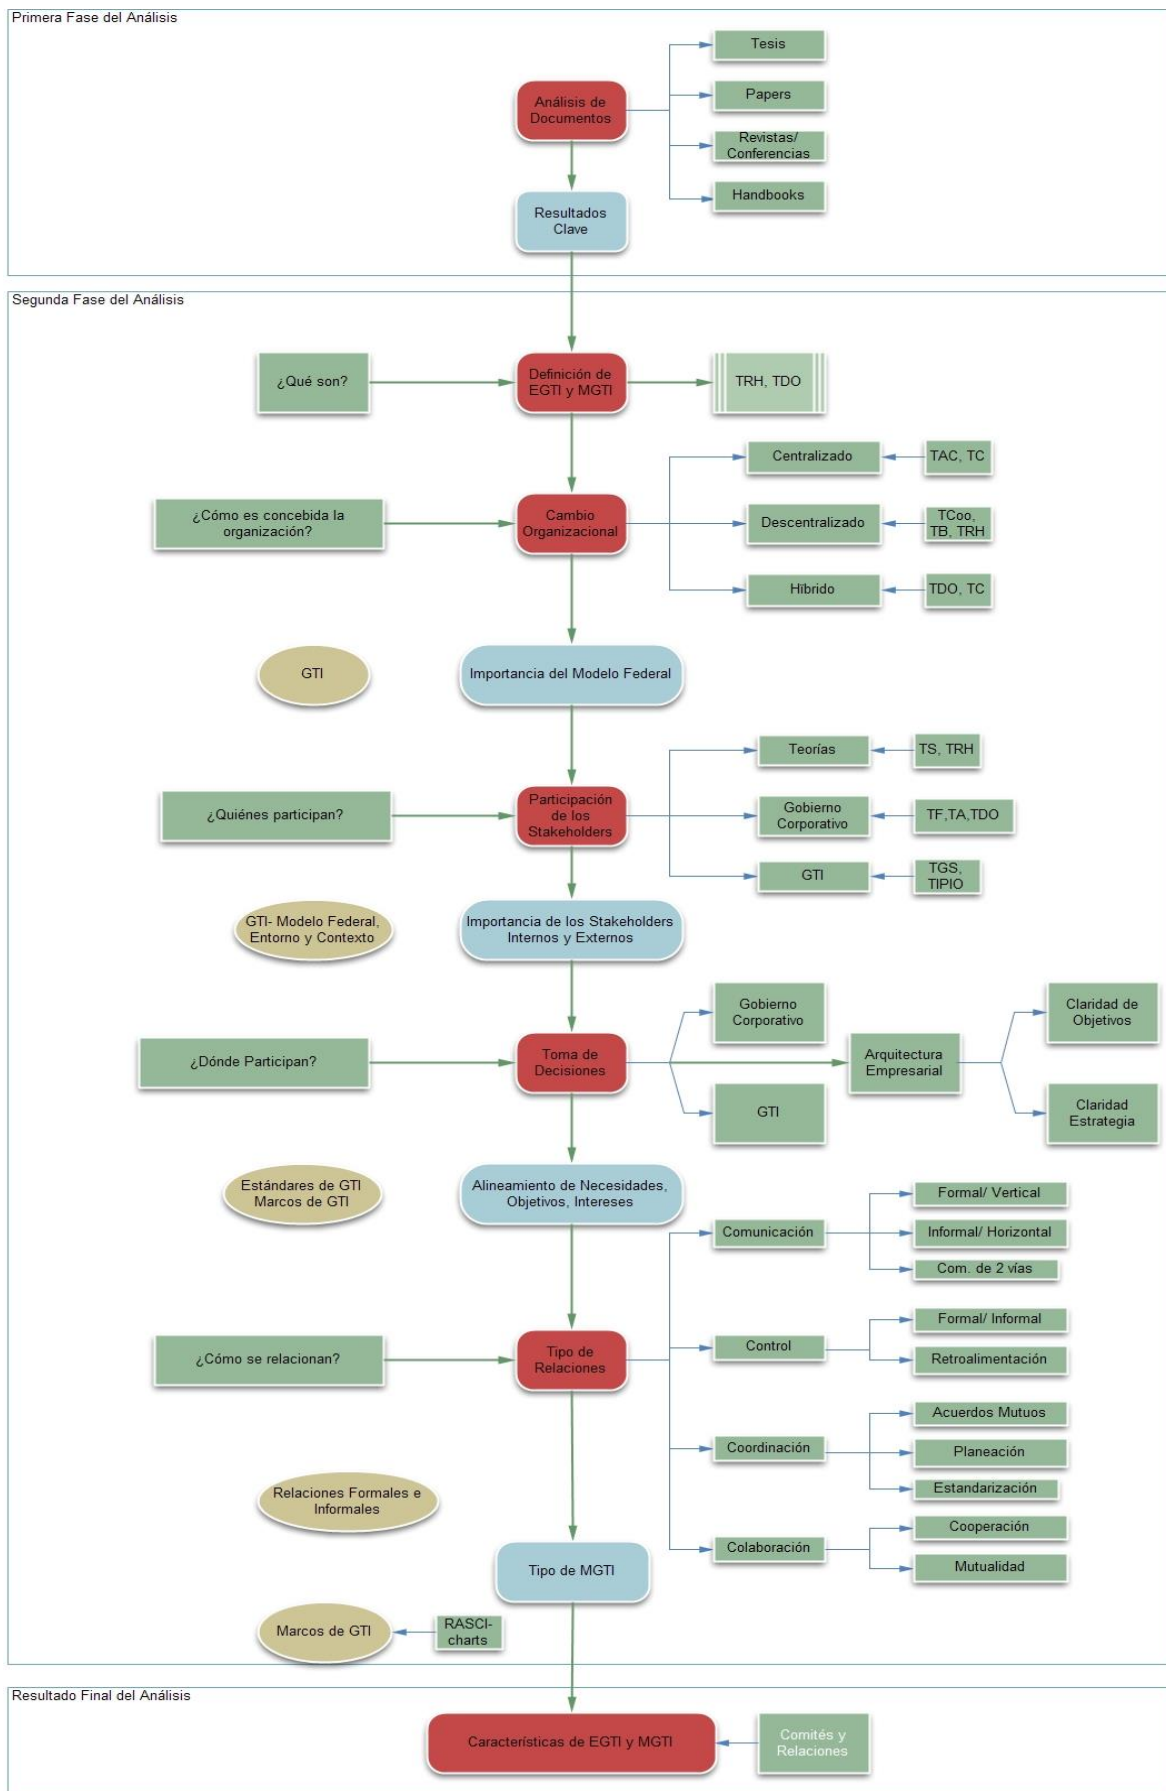 Primera Fase del Análisis
Tesis
Análisis de
Documentos
Papers
Revistas/
Conferencias
Handbooks
Resultados
Clave
Segunda Fase del Análisis
¿Qué son?
Definición de
EGTI y MGTI
TRH, TDO
Centralizado
TAC, TC
¿Cómo es concebida la
organización?
Cambio
Organizacional
Descentralizado
TCoo,
TB, TRH
Híbrido
TDO, TC
GTI
Importancia del Modelo Federal
Teorías
TS, TRH
¿Quiénes participan?
Participación
de los
Stakeholders
Gobierno
Corporativo
TF,TA,TDO
GTI
TGS,
TIPIO
GTI- Modelo Federal,
Entorno y Contexto
Importancia de los Stakeholders
Internos y Externos
Gobierno
Corporativo
Claridad de
Objetivos
¿Dónde Participan?
Toma de
Decisiones
Arquitectura
Empresarial
GTI
Claridad
Estrategia
Estándares de GTI
Marcos de GTI
Alineamiento de Necesidades,
Objetivos, Intereses
Formal/ Vertical
Comunicación
Informal/ Horizontal
Com. de 2 vías
¿Cómo se relacionan?
Tipo de
Relaciones
Control
Formal/ Informal
Retroalimentación
Acuerdos Mutuos
Coordinación
Planeación
Estandarización
Relaciones Formales e
Informales
Colaboración
Cooperación
Mutualidad
Tipo de MGTI
Marcos de GTI
RASCI-
charts
Resultado Final del Análisis
Características de EGTI y MGTI
Comités y
Relaciones